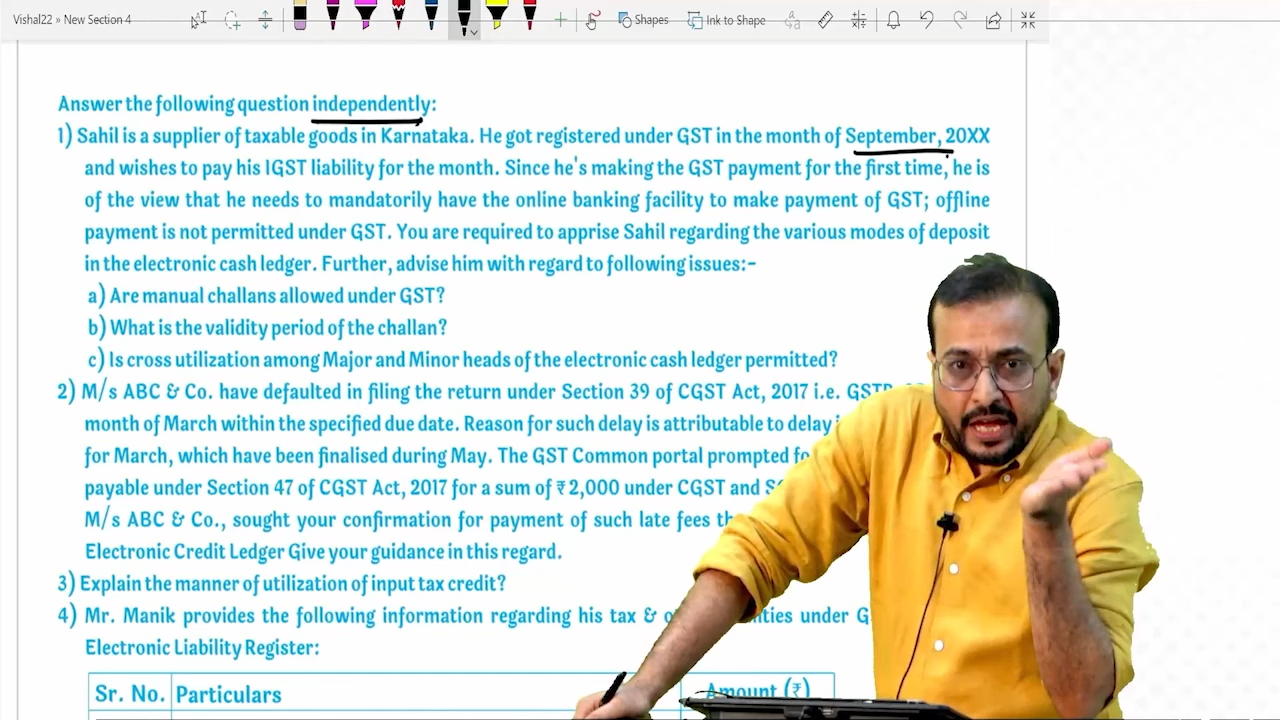 Vishal22 » New Section 4
Shapes
Ink to Shape
Answer the following question independently:
1) Sahil is a supplier of taxable goods in Karnataka. He got registered under GST in the month of September, 20XX
and wishes to pay his IGST liability for the month. Since he's making the GST payment for the first time, he is
of the view that he needs to mandatorily have the online banking facility to make payment of GST; offline
payment is not permitted under GST. You are required to apprise Sahil regarding the various modes of deposit
in the electronic cash ledger. Further, advise him with regard to following issues:-
a) Are manual challans allowed under GST?
b) What is the validity period of the challan?
c) Is cross utilization among Major and Minor heads of the electronic cash ledger permitted?
2) M/s ABC & Co. have defaulted in filing the return under Section 39 of CGST Act, 2017 i.e.
month of March within the specified due date. Reason for such delay is attributable to delay
for March, which have been finalised during May. The GST Common portal prompted
payable under Section 47 of CGST Act, 2017 for a sum of ₹ 2,000 under CGST and
M/s ABC & Co., sought your confirmation for payment of such late fees
Electronic Credit Ledger Give your guidance in this regard.
3) Explain the manner of utilization of input tax credit?
4) Mr. Manik provides the following information regarding his tax & under
Electronic Liability Register:
Sr. No. Particulars Amount (₹)